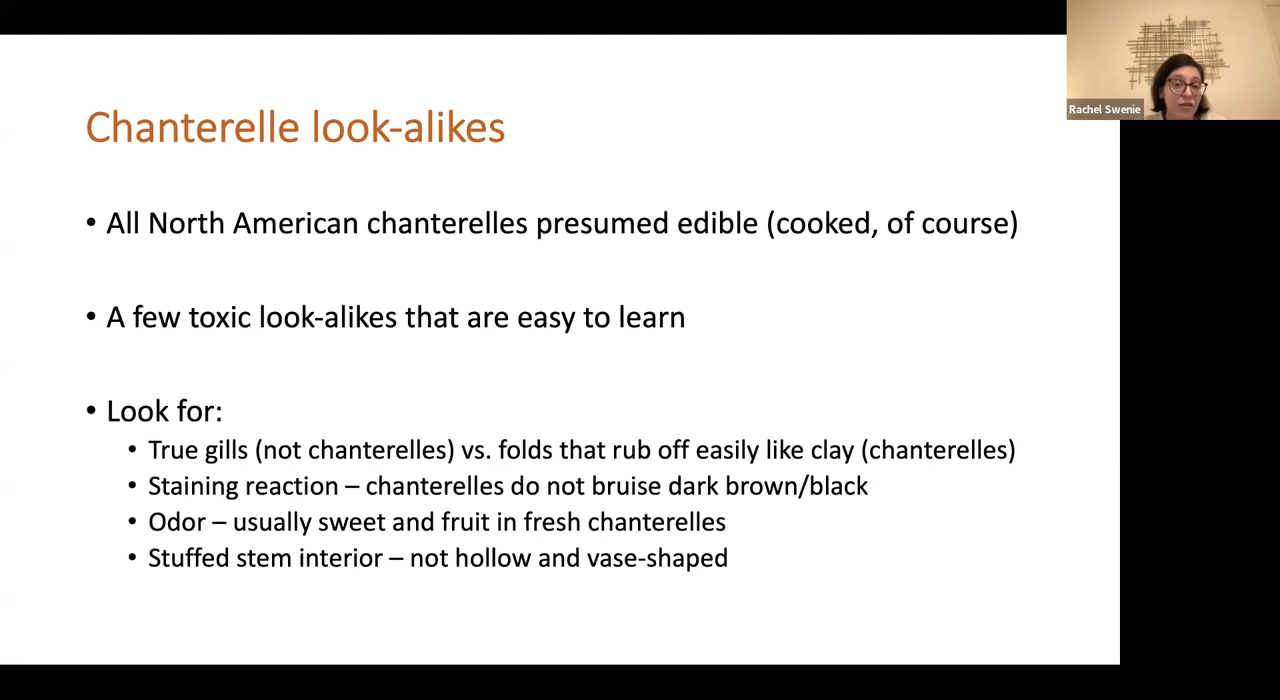 Rachel Swenie
Chanterelle look-alikes
• All North American chanterelles presumed edible (cooked, of course)
• A few toxic look-alikes that are easy to learn
• Look for:
• True gills (not chanterelles) vs. folds that rub off easily like clay (chanterelles)
• Staining reaction – chanterelles do not bruise dark brown/black
• Odor – usually sweet and fruit in fresh chanterelles
• Stuffed stem interior – not hollow and vase-shaped